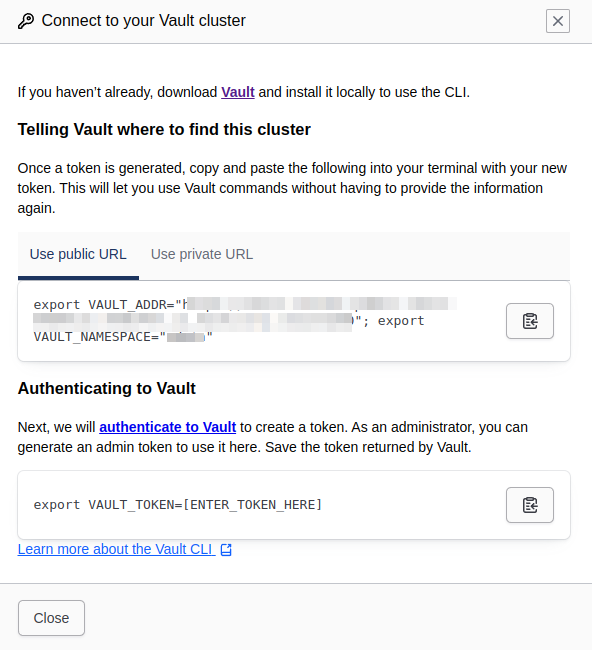 Connect to your Vault cluster
If you haven’t already, download Vault and install it locally to use the CLI.
Telling Vault where to find this cluster
Once a token is generated, copy and paste the following into your terminal with your new
token. This will let you use Vault commands without having to provide the information
again.
Use public URL Use private URL
export VAULT_ADDR="h
"; export
VAULT_NAMESPACE=" "
Authenticating to Vault
Next, we will authenticate to Vault to create a token. As an administrator, you can
generate an admin token to use it here. Save the token returned by Vault.
export VAULT_TOKEN=[ENTER_TOKEN_HERE]
Learn more about the Vault CLI
Close